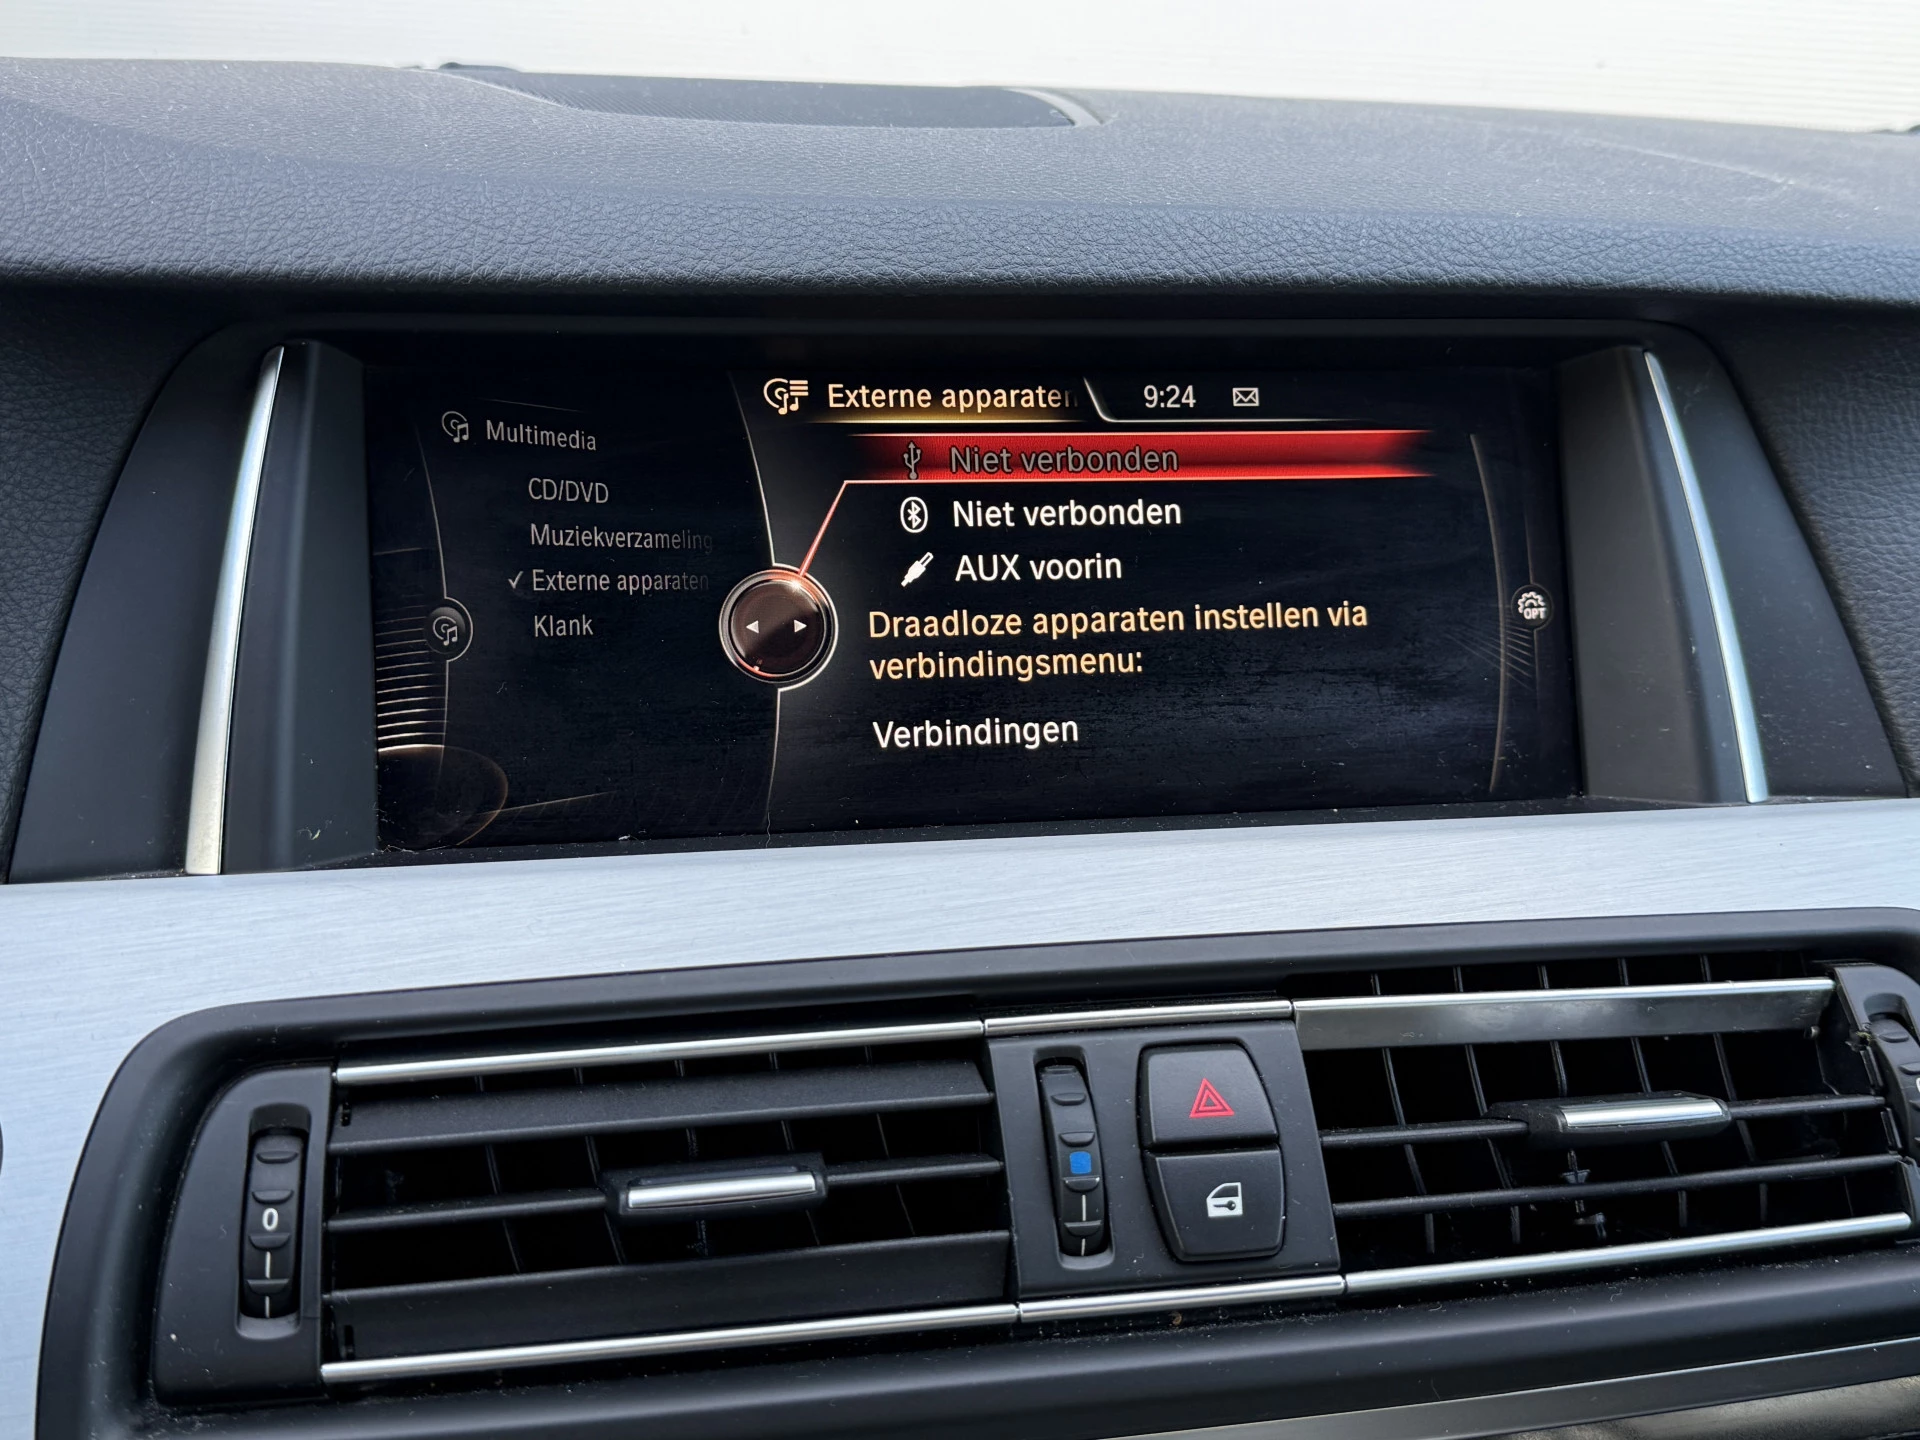 Multimedia
CD/DVD
Muziekverzameling
Externe apparaten
Klank
Externe apparaten
9:24
Niet verbonden
Niet verbonden
AUX voorin
Draadloze apparaten instellen via
verbindingsmenu:
Verbindingen
OPT
0